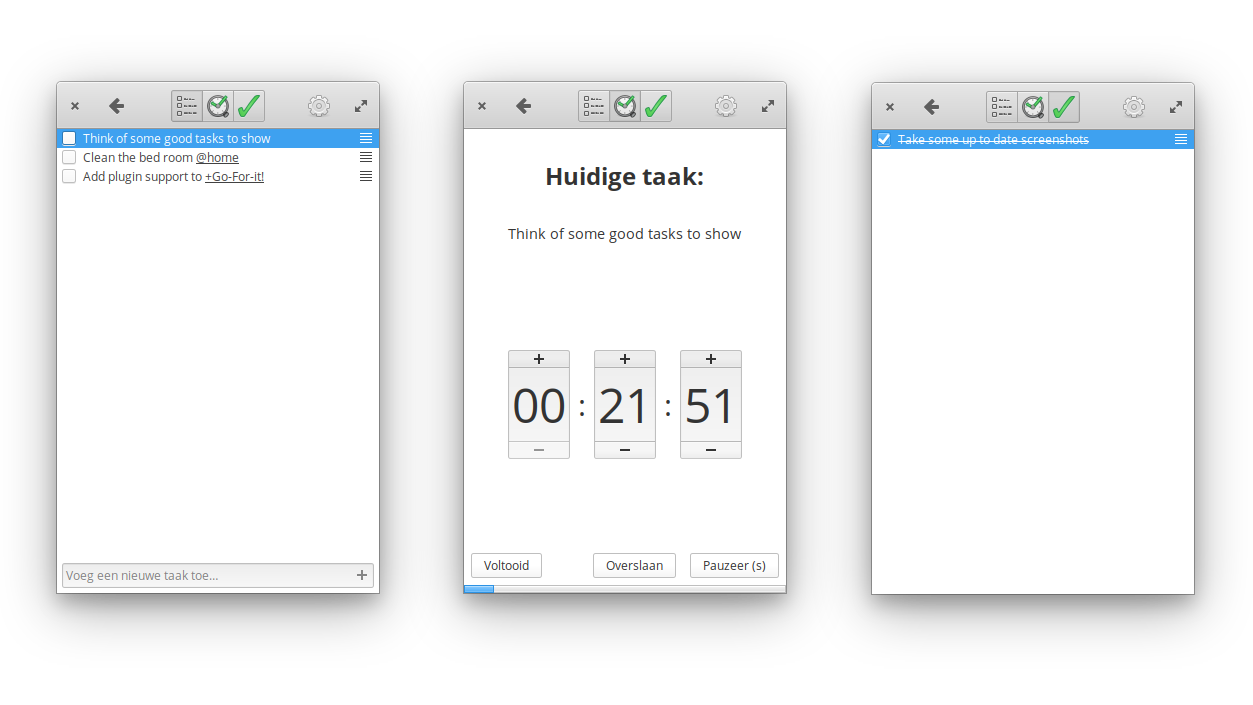 Think of some good tasks to show
Clean the bed room @home
Add plugin support to +Go-For-it!
Voeg een nieuwe taak toe...
Huidige taak:
Think of some good tasks to show
+ + +
00 : 21 : 51
− − −
Voltooid Overslaan Pauzeer (s)
Take some up to date screenshots